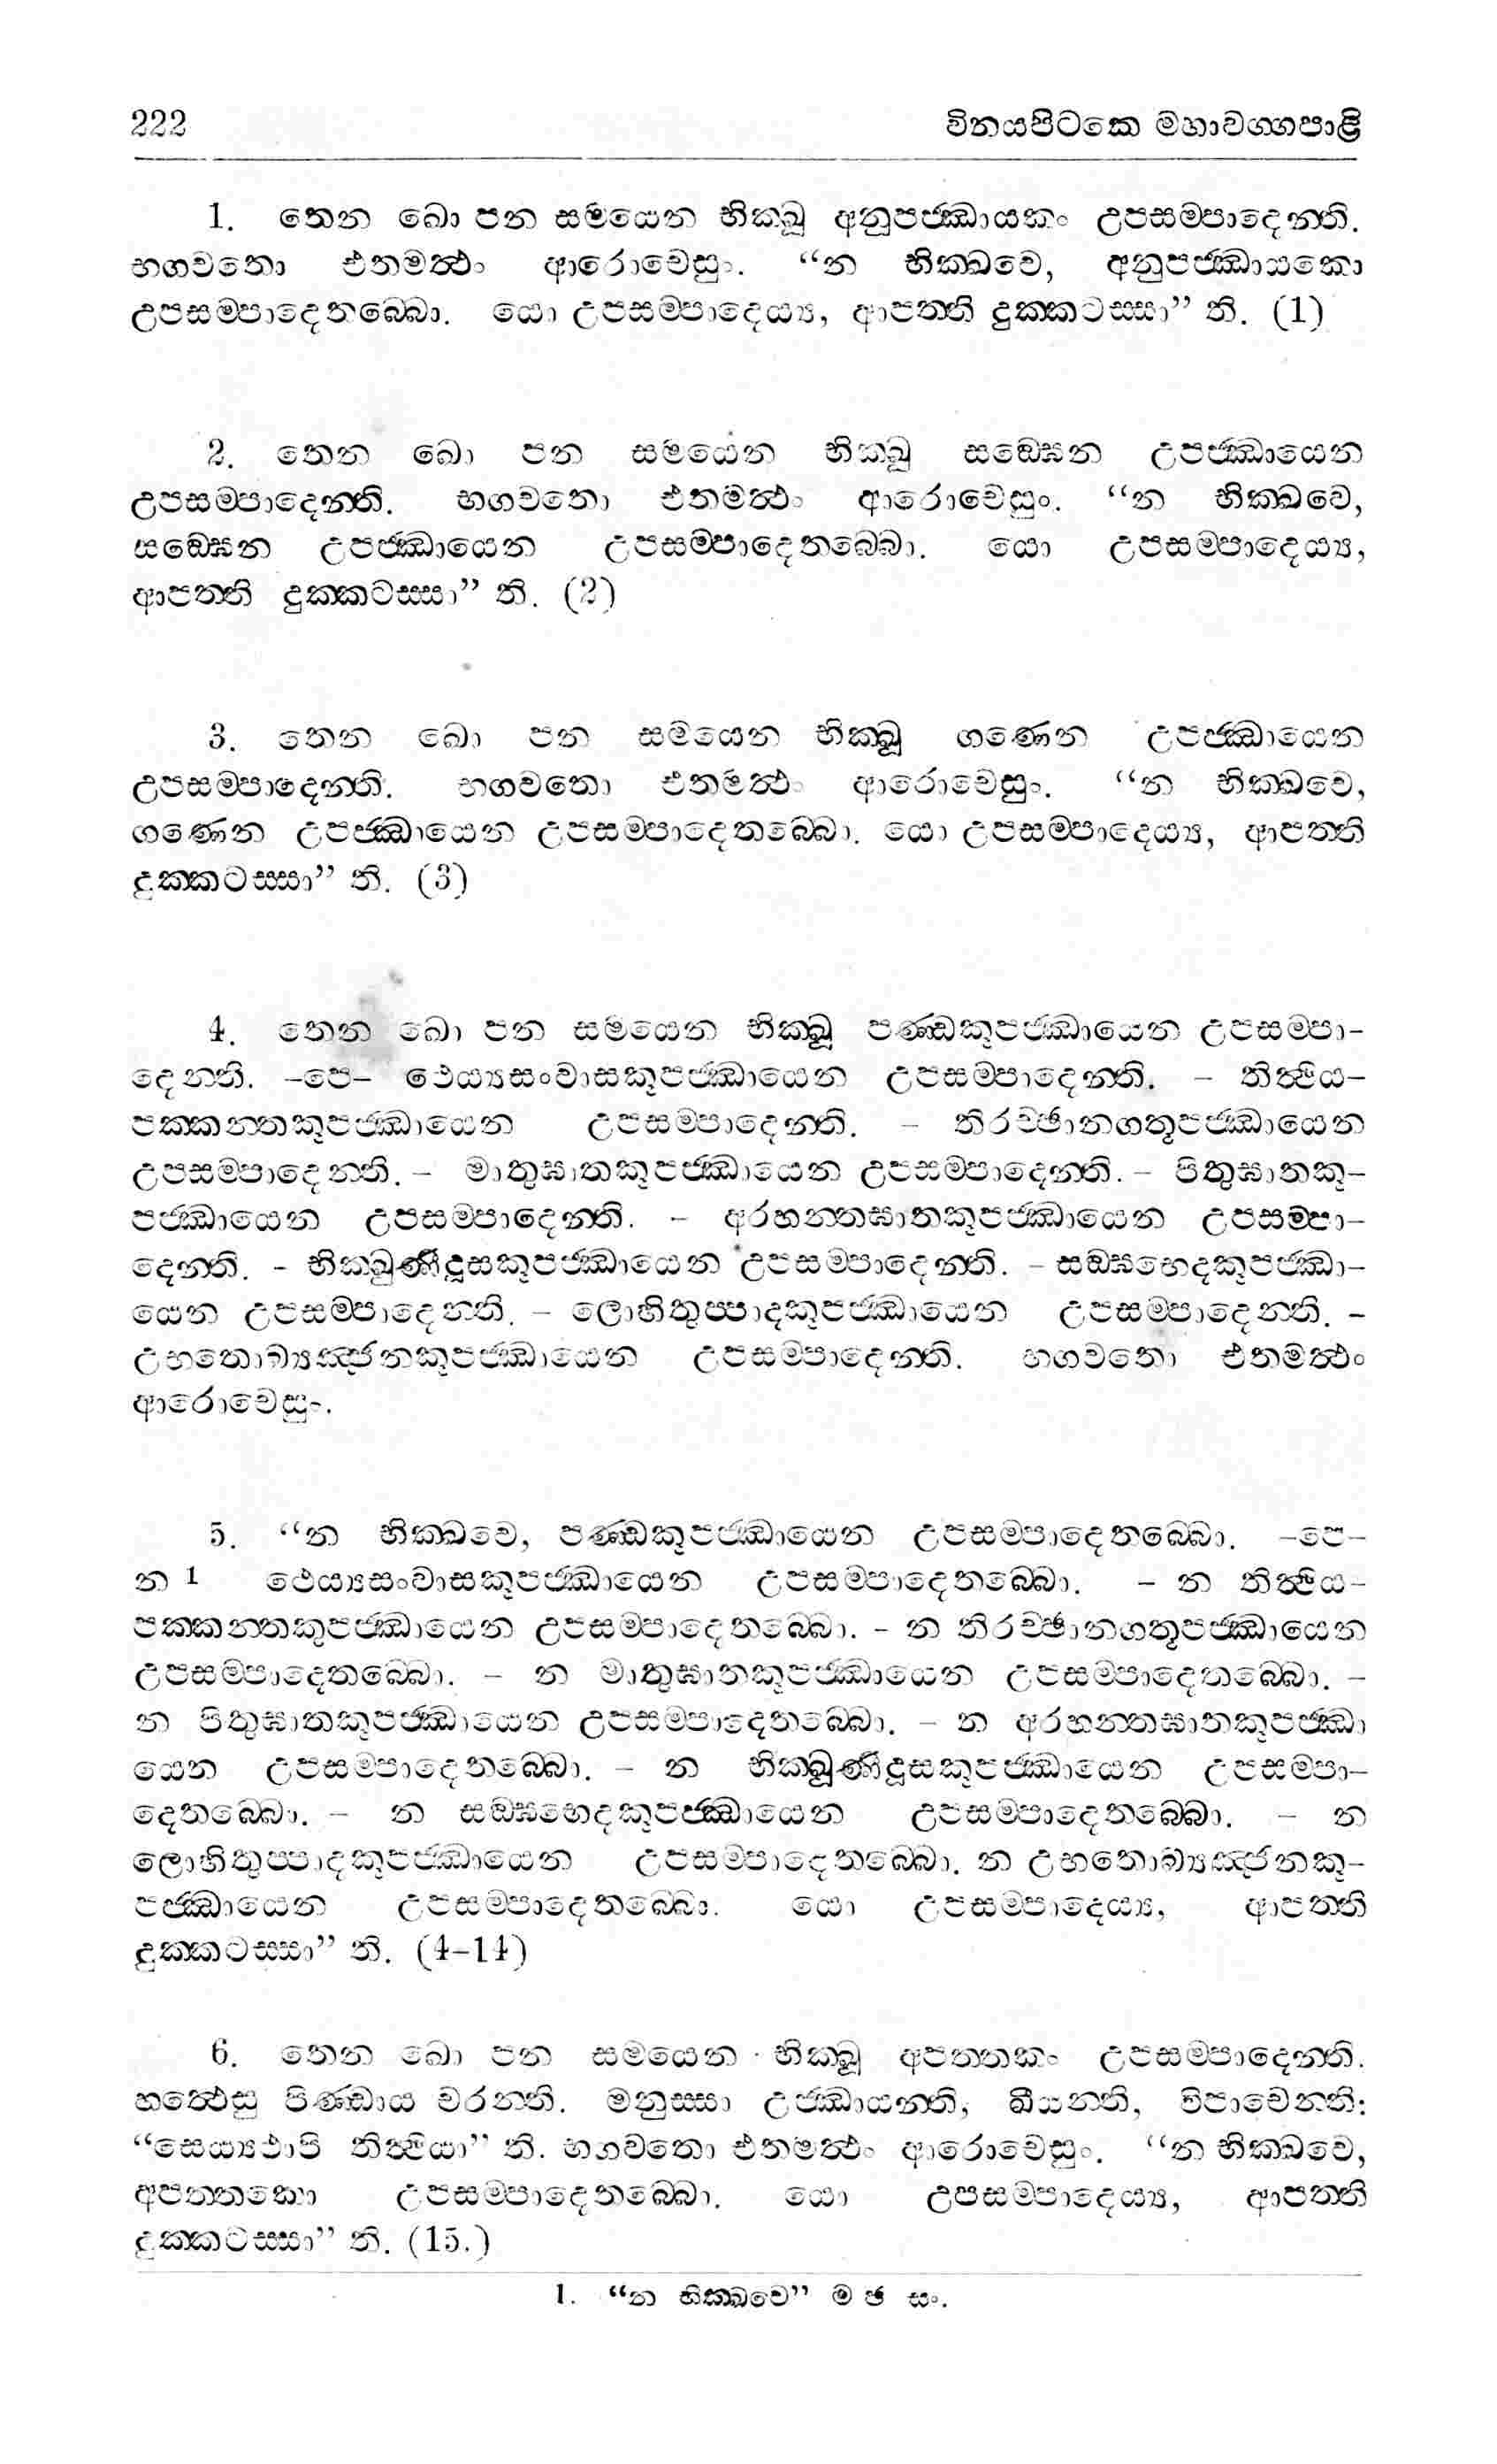 222 විනයපිටකෙ මහාවග්ගපාළි
1. තෙන ඛො පන සමයෙන භික්ඛූ අනුපජ්ඣායකං උපසම්පාදෙන්ති.
භගවතො එතමත්ථං ආරොචෙසුං. “න භික්ඛවෙ, අනුපජ්ඣායකො
උපසම්පාදෙතබ්බො. යො උපසම්පාදෙය්‍ය, ආපත්ති දුක්කටස්සා” ති. (1)
2. තෙන ඛො පන සමයෙන භික්ඛූ සඞ්ඝෙන උපජ්ඣායෙන
උපසම්පාදෙන්ති. භගවතො එතමත්ථං ආරොචෙසුං. “න භික්ඛවෙ,
සඞ්ඝෙන උපජ්ඣායෙන උපසම්පාදෙතබ්බො. යො උපසම්පාදෙය්‍ය,
ආපත්ති දුක්කටස්සා” ති. (2)
3. තෙන ඛො පන සමයෙන භික්ඛූ ගණෙන උපජ්ඣායෙන
උපසම්පාදෙන්ති. භගවතො එතමත්ථං ආරොචෙසුං. “න භික්ඛවෙ,
ගණෙන උපජ්ඣායෙන උපසම්පාදෙතබ්බො. යො උපසම්පාදෙය්‍ය, ආපත්ති
දුක්කටස්සා” ති. (3)
4. තෙන ඛො පන සමයෙන භික්ඛූ පණ්ඩකූපජ්ඣායෙන උපසම්පා-
දෙන්ති. –පෙ– ථෙය්‍යසංවාසකූපජ්ඣායෙන උපසම්පාදෙන්ති. – තිත්ථිය-
පක්කන්තකූපජ්ඣායෙන උපසම්පාදෙන්ති. – තිරච්ඡානගතූපජ්ඣායෙන
උපසම්පාදෙන්ති. – මාතුඝාතකූපජ්ඣායෙන උපසම්පාදෙන්ති. – පිතුඝාතකූ-
පජ්ඣායෙන උපසම්පාදෙන්ති. – අරහන්තඝාතකූපජ්ඣායෙන උපසම්පා-
දෙන්ති. - භික්ඛුණීදූසකූපජ්ඣායෙන උපසම්පාදෙන්ති. – සඞ්ඝභෙදකූපජ්ඣා-
යෙන උපසම්පාදෙන්ති. – ලොහිතුප්පාදකූපජ්ඣායෙන උපසම්පාදෙන්ති. –
උභතොබ්‍යඤ්ජනකූපජ්ඣායෙන උපසම්පාදෙන්ති. භගවතො එතමත්ථං
ආරොචෙසුං.
5. “න භික්ඛවෙ, පණ්ඩකූපජ්ඣායෙන උපසම්පාදෙතබ්බො. –පෙ–
න 1 ථෙය්‍යසංවාසකූපජ්ඣායෙන උපසම්පාදෙතබ්බො. – න තිත්ථිය-
පක්කන්තකුපජ්ඣායෙන උපසම්පාදෙතබ්බො. – න තිරච්ඡානගතූපජ්ඣායෙන
උපසම්පාදෙතබ්බො. – න මාතුඝාතකූපජ්ඣායෙන උපසම්පාදෙතබ්බො. –
න පිතුඝාතකූපජ්ඣායෙන උපසම්පාදෙතබ්බො. – න අරහන්තඝාතකූපජ්ඣා
යෙන උපසම්පාදෙතබ්බො. – න භික්ඛූණීදූසකූපජ්ඣායෙන උපසම්පා-
දෙතබ්බො. – න සඞ්ඝභෙදකූපජ්ඣායෙන උපසම්පාදෙතබ්බො. – න
ලොහිතුප්පාදකූපජ්ඣායෙන උපසම්පාදෙතබ්බො. න උභතොබ්‍යඤ්ජනකූ-
පජ්ඣායෙන උපසම්පාදෙතබ්බො. යො උපසම්පාදෙය්‍ය, ආපත්ති
දුක්කටස්සා” ති. (4–14)
6. තෙන ඛො පන සමයෙන භික්ඛූ අපත්තකං උපසම්පාදෙන්ති.
හත්ථෙසු පිණ්ඩාය චරන්ති. මනුස්සා උජ්ඣායන්ති, ඛීයන්ති, විපාචෙන්ති:
“සෙය්‍යථාපි තිත්ථියා” ති. භගවතො එතමත්ථං ආරොචෙසුං. “න භික්ඛවෙ,
අපත්තකො උපසම්පාදෙතබ්බො. යො උපසම්පාදෙය්‍ය, ආපත්ති
දුක්කටස්සා” ති. (15.)
1. “න භික්ඛවෙ” ම ඡ සං.